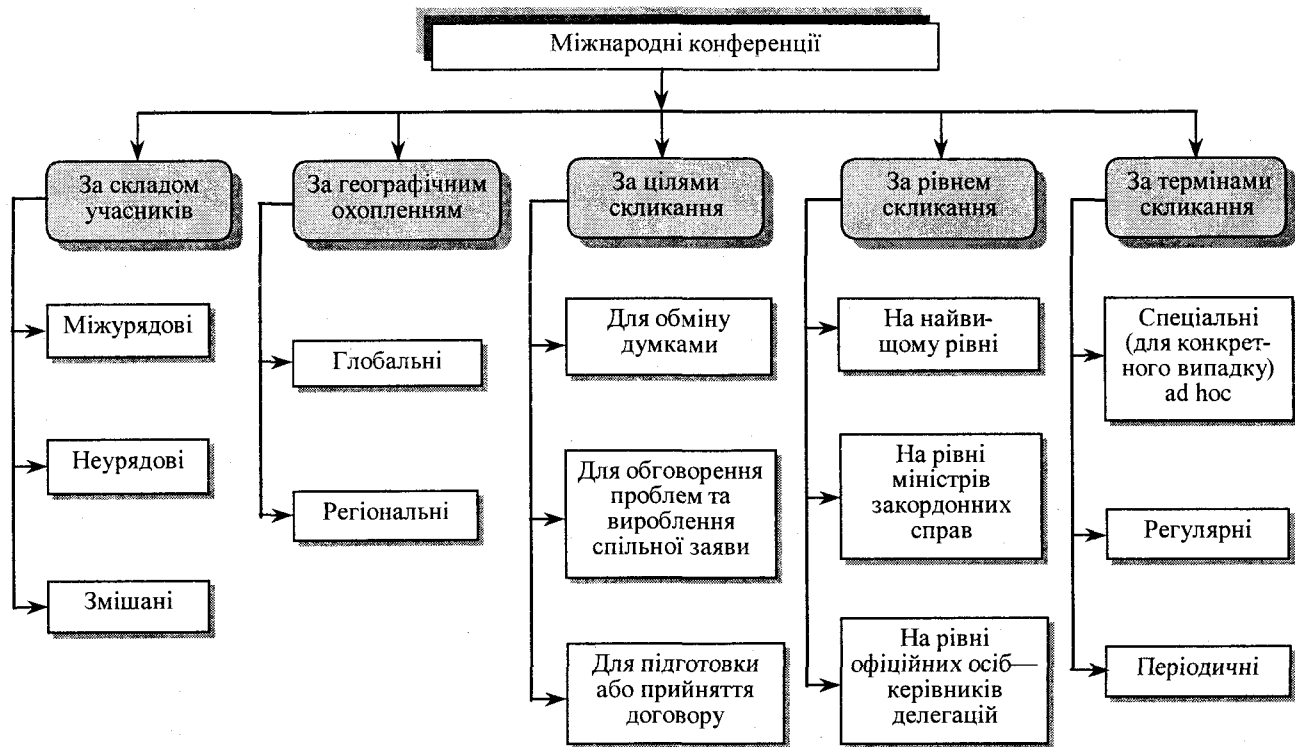 Міжнародні конференції
За складом
учасників
Міжурядові
Неурядові
Змішані
За географічним
охопленням
Глобальні
Регіональні
За цілями
скликання
Для обміну
думками
Для обговорення
проблем та
вироблення
спільної заяви
Для підготовки
або прийняття
договору
За рівнем
скликання
На найви-
щому рівні
На рівні
міністрів
закордонних
справ
На рівні
офіційних осіб—
керівників
делегацій
За термінами
скликання
Спеціальні
(для конкрет-
ного випадку)
ad hoc
Регулярні
Періодичні